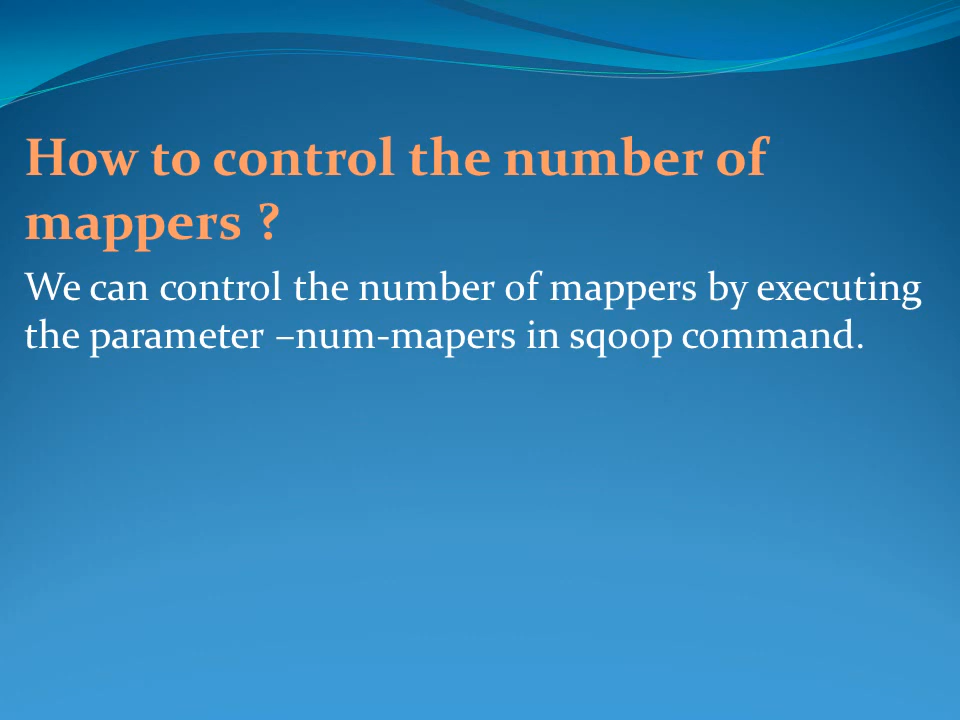 How to control the number of
mappers ?
We can control the number of mappers by executing
the parameter –num-mapers in sqoop command.